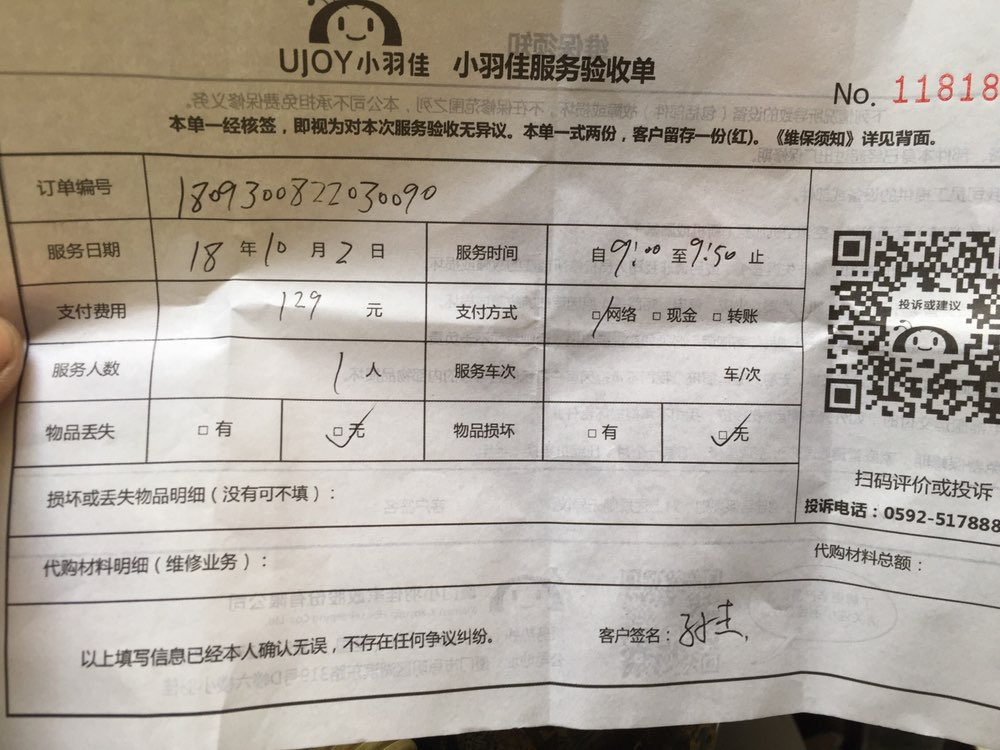 UJOY小羽佳 小羽佳服务验收单
No. 11818
本单一经核签，即视为对本次服务验收无异议。本单一式两份，客户留存一份(红)。《维保须知》详见背面。
订单编号 1809300822030090
服务日期 18 年 10 月 2 日 服务时间 自 9:00 至 9:50 止
支付费用 129 元 支付方式 □网络 □现金 □转账
服务人数 1 人 服务车次 车/次
物品丢失 □有 □无 物品损坏 □有 □无
投诉或建议
扫码评价或投诉
投诉电话：0592-517888
损坏或丢失物品明细（没有可不填）：
代购材料明细（维修业务）：
代购材料总额：
以上填写信息已经本人确认无误，不存在任何争议纠纷。
客户签名：孙杰